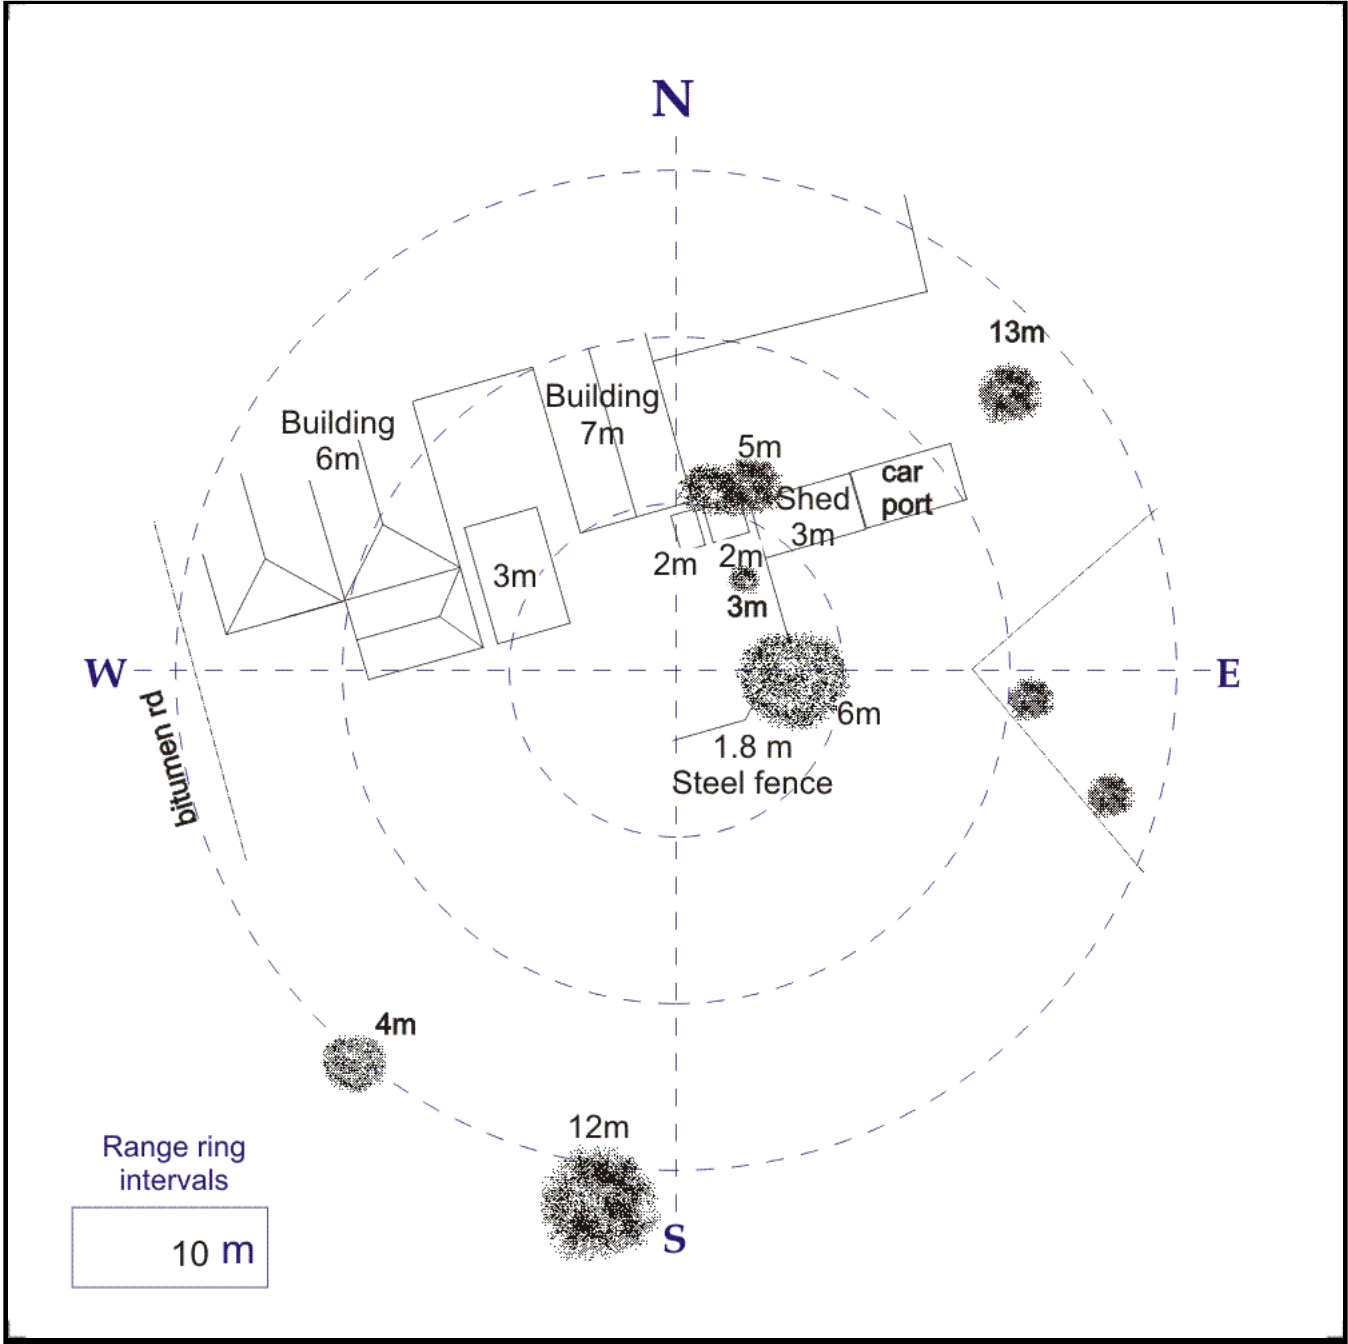 N
13m
Building
7m
Building
6m
5m
car
port
Shed
3m
2m
2m
3m
3m
W
E
bitumen rd
6m
1.8 m
Steel fence
4m
12m
Range ring
intervals
10 m
S